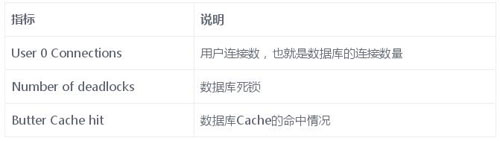 指标 说明
User 0 Connections 用户连接数，也就是数据库的连接数量
Number of deadlocks 数据库死锁
Butter Cache hit 数据库Cache的命中情况